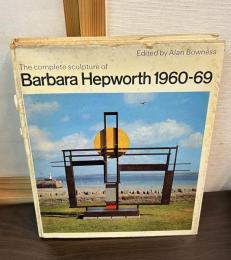 Edited by Alan Bowness
The complete sculpture of
Barbara Hepworth 1960-69